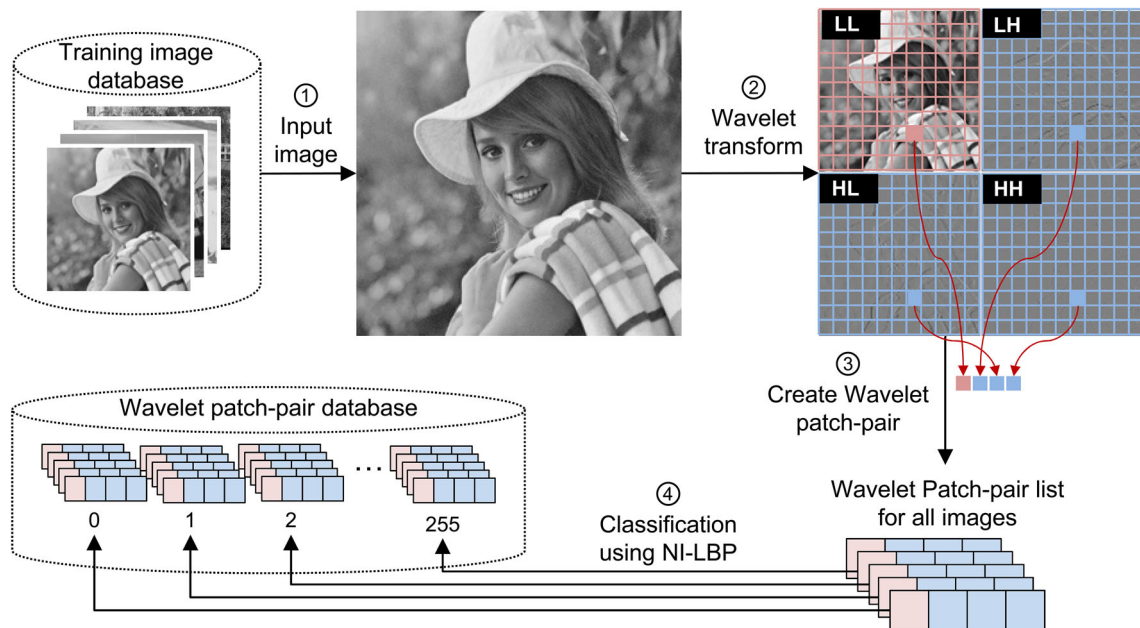 Training image
database
①
Input
image
②
Wavelet
transform
LL
LH
HL
HH
③
Create Wavelet
patch-pair
Wavelet Patch-pair list
for all images
④
Classification
using NI-LBP
Wavelet patch-pair database
...
0
1
2
255